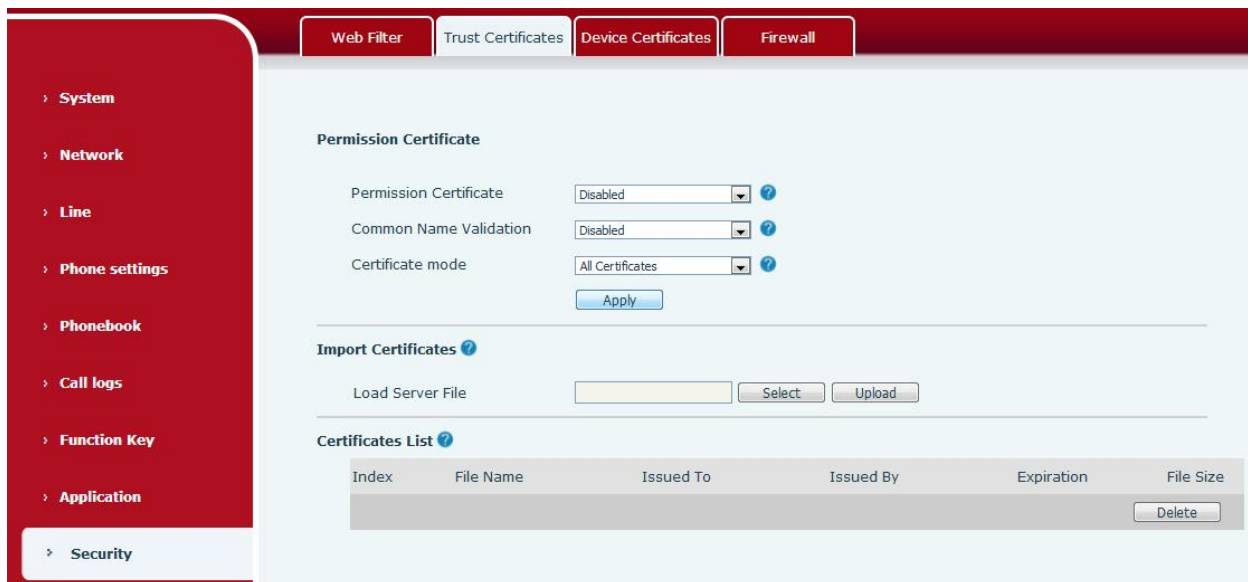 Web Filter
Trust Certificates
Device Certificates
Firewall
System
Network
Line
Phone settings
Phonebook
Call logs
Function Key
Application
Security
Permission Certificate
Permission Certificate Disabled ?
Common Name Validation Disabled ?
Certificate mode All Certificates ?
Apply
Import Certificates ?
Load Server File Select Upload
Certificates List ?
Index File Name Issued To Issued By Expiration File Size
Delete